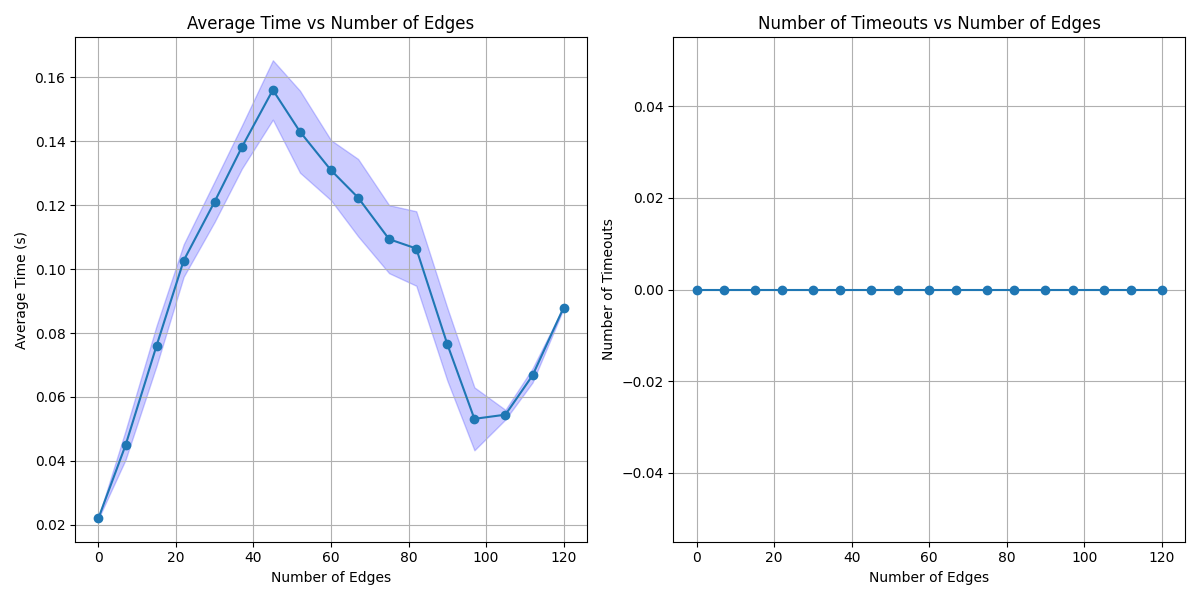 Average Time vs Number of Edges
Average Time (s)
0.16
0.14
0.12
0.10
0.08
0.06
0.04
0.02
0 20 40 60 80 100 120
Number of Edges
Number of Timeouts vs Number of Edges
Number of Timeouts
0.04
0.02
0.00
−0.02
−0.04
0 20 40 60 80 100 120
Number of Edges